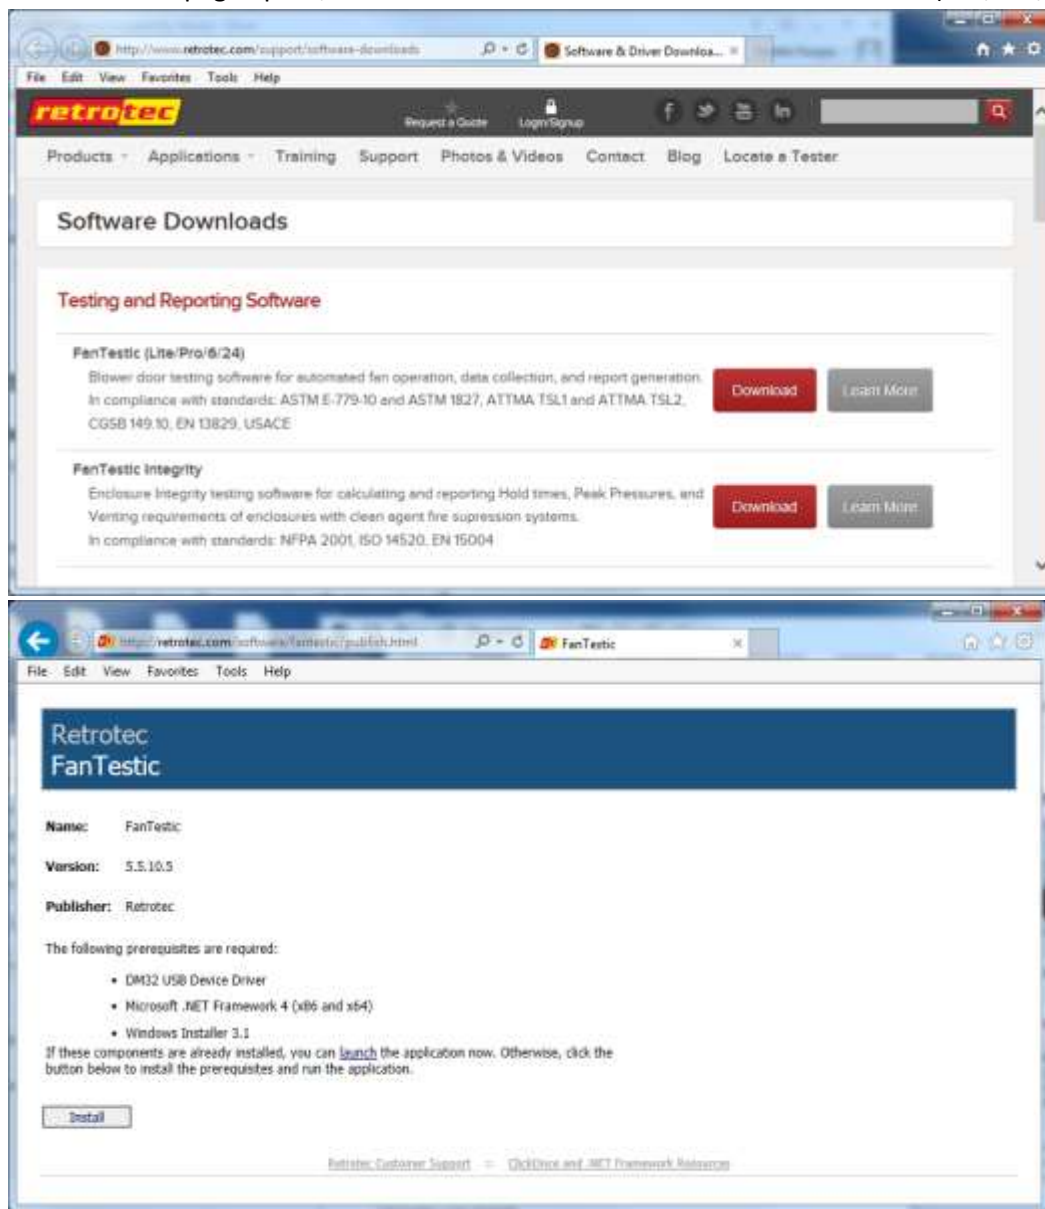 http://www.retrotec.com/support/software-downloads
Software & Driver Downloa...
File Edit View Favorites Tools Help
retrotec
Request a Quote Login/Signup
Products Applications Training Support Photos & Videos Contact Blog Locate a Tester
Software Downloads
Testing and Reporting Software
FanTestic (Lite/Pro/6/24)
Blower door testing software for automated fan operation, data collection, and report generation.
In compliance with standards: ASTM E-779-10 and ASTM 1827, ATTMA TSL1 and ATTMA TSL2,
CGSB 149.10, EN 13829, USACE
Download Learn More
FanTestic Integrity
Enclosure Integrity testing software for calculating and reporting Hold times, Peak Pressures, and
Venting requirements of enclosures with clean agent fire supression systems.
In compliance with standards: NFPA 2001, ISO 14520, EN 15004
Download Learn More
http://retrotec.com/software/fantestic/publish.html
FanTestic
File Edit View Favorites Tools Help
Retrotec
FanTestic
Name: FanTestic
Version: 5.5.10.5
Publisher: Retrotec
The following prerequisites are required:
• DM32 USB Device Driver
• Microsoft .NET Framework 4 (x86 and x64)
• Windows Installer 3.1
If these components are already installed, you can launch the application now. Otherwise, click the
button below to install the prerequisites and run the application.
Install
Retrotec Customer Support :: ClickOnce and .NET Framework Resources